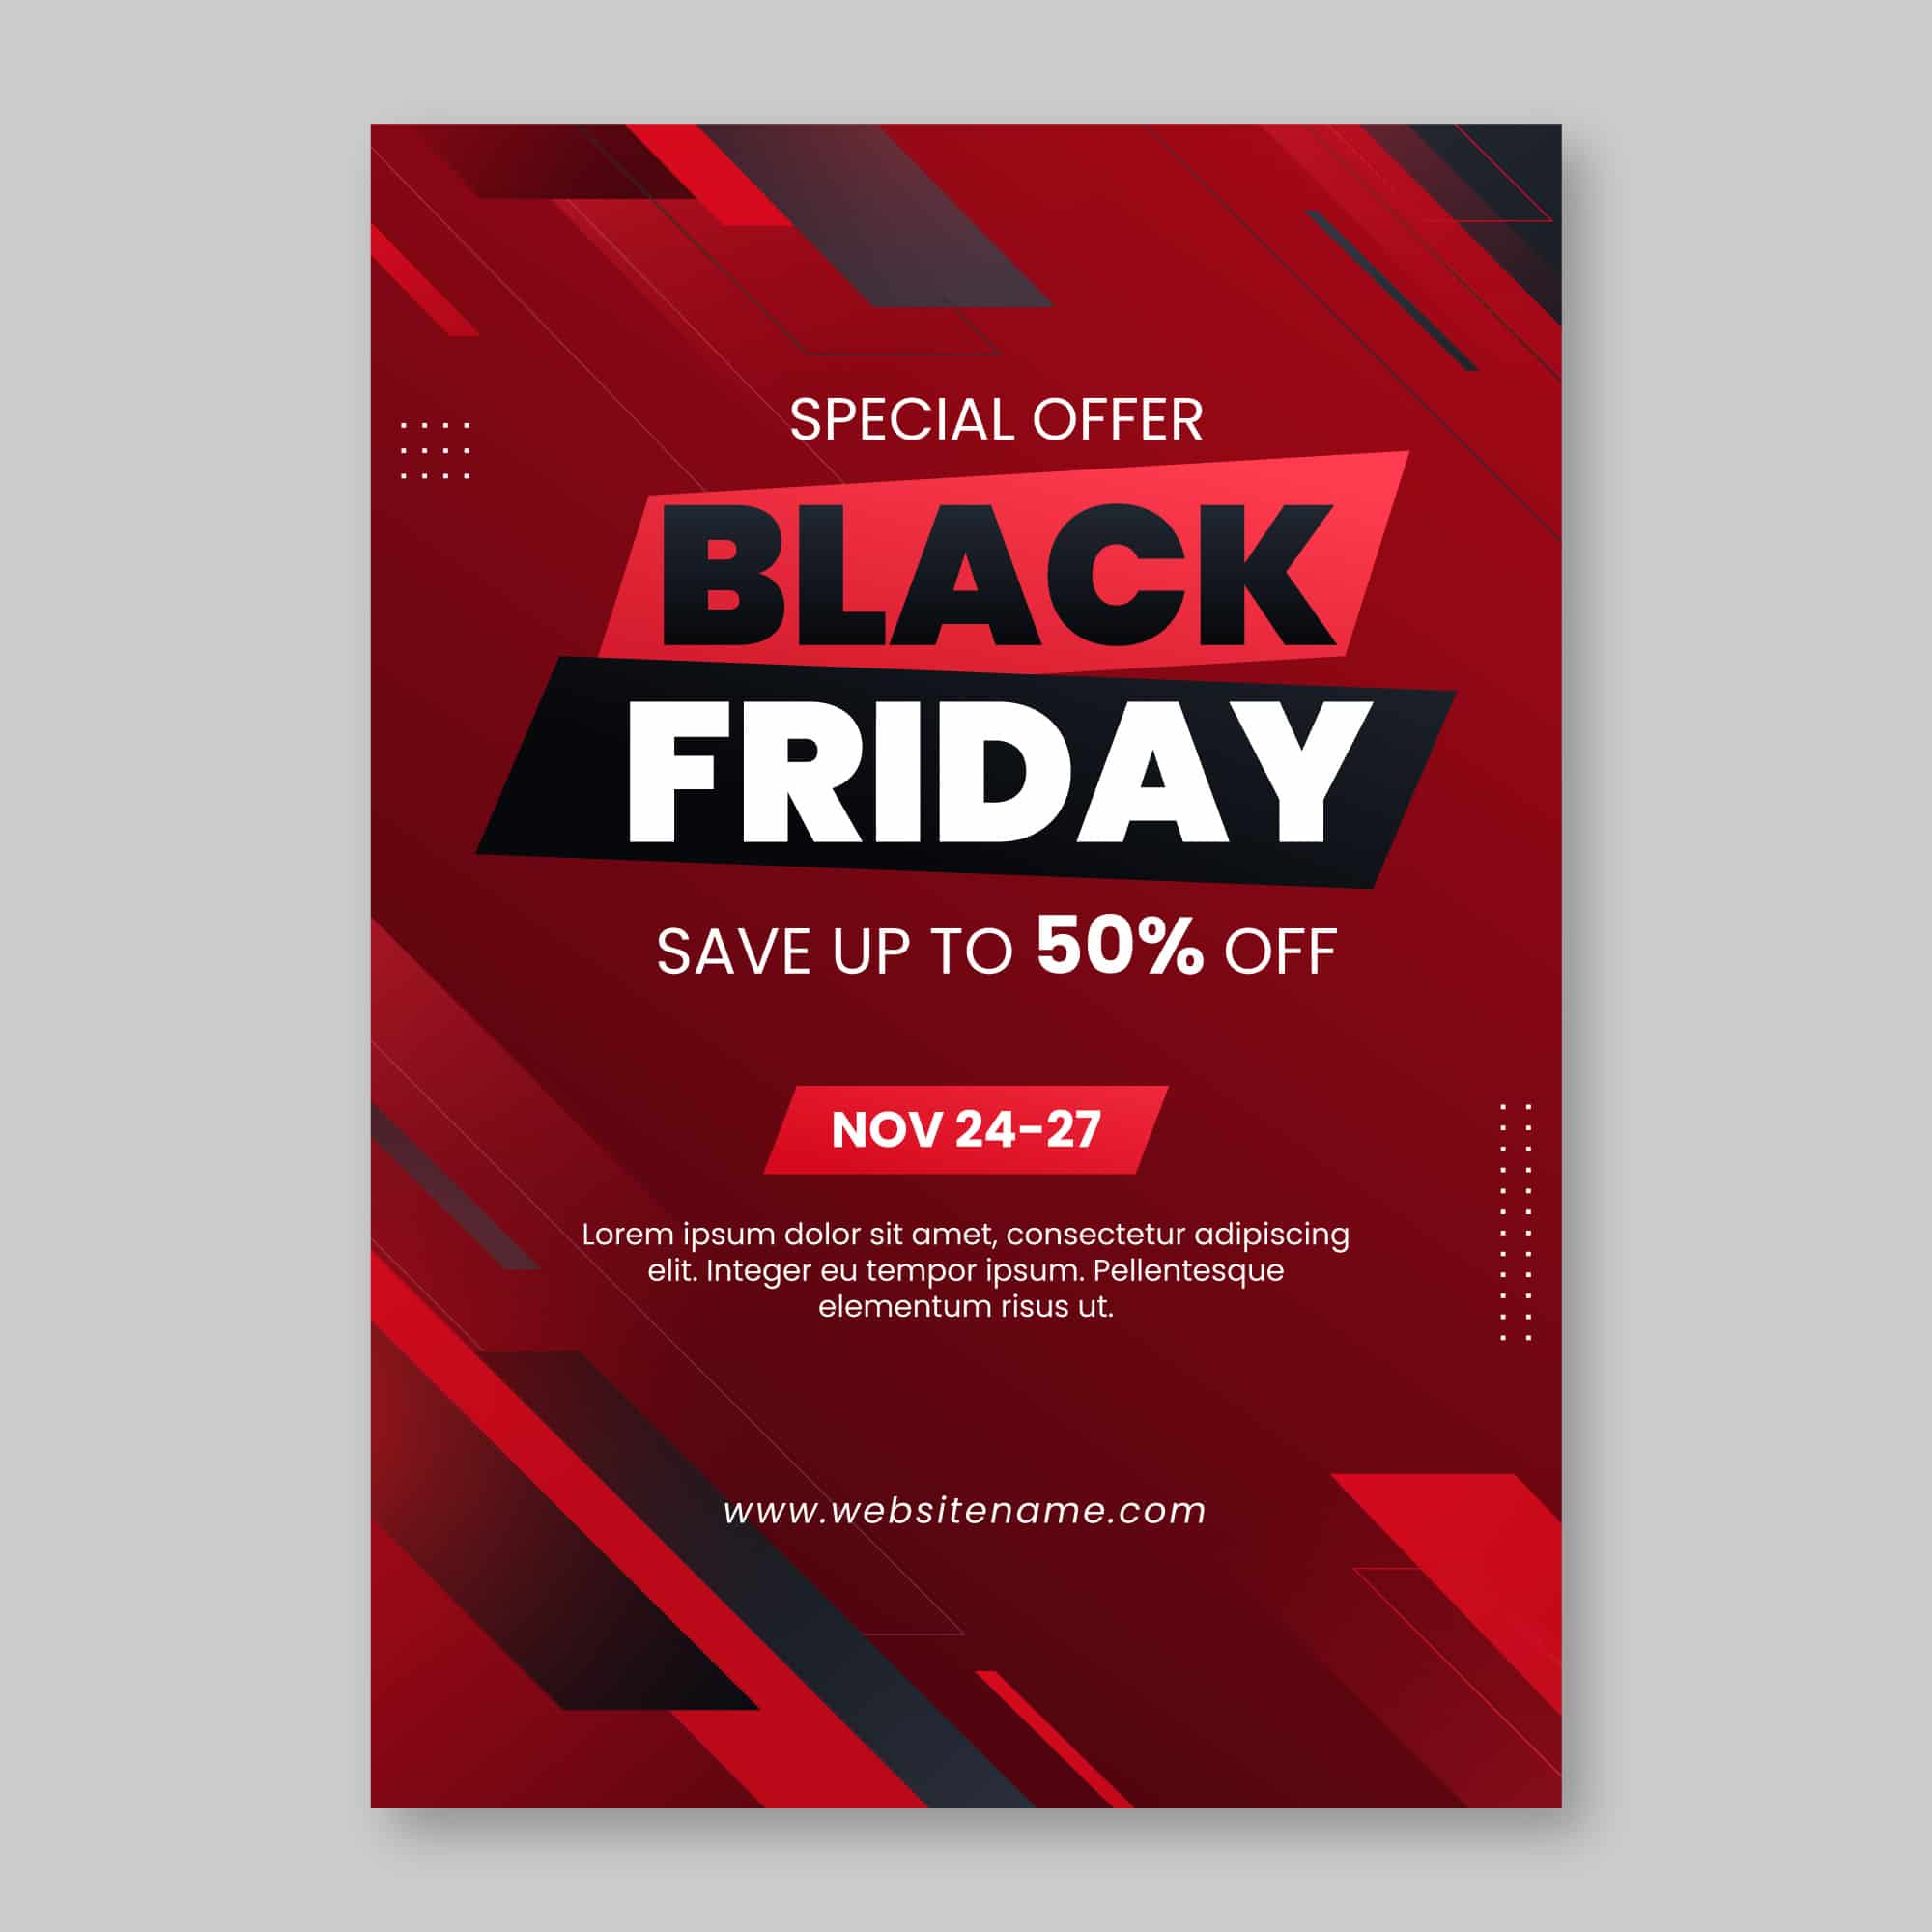 SPECIAL OFFER
BLACK
FRIDAY
SAVE UP TO 50% OFF
NOV 24-27
Lorem ipsum dolor sit amet, consectetur adipiscing
elit. Integer eu tempor ipsum. Pellentesque
elementum risus ut.
www.websitename.com